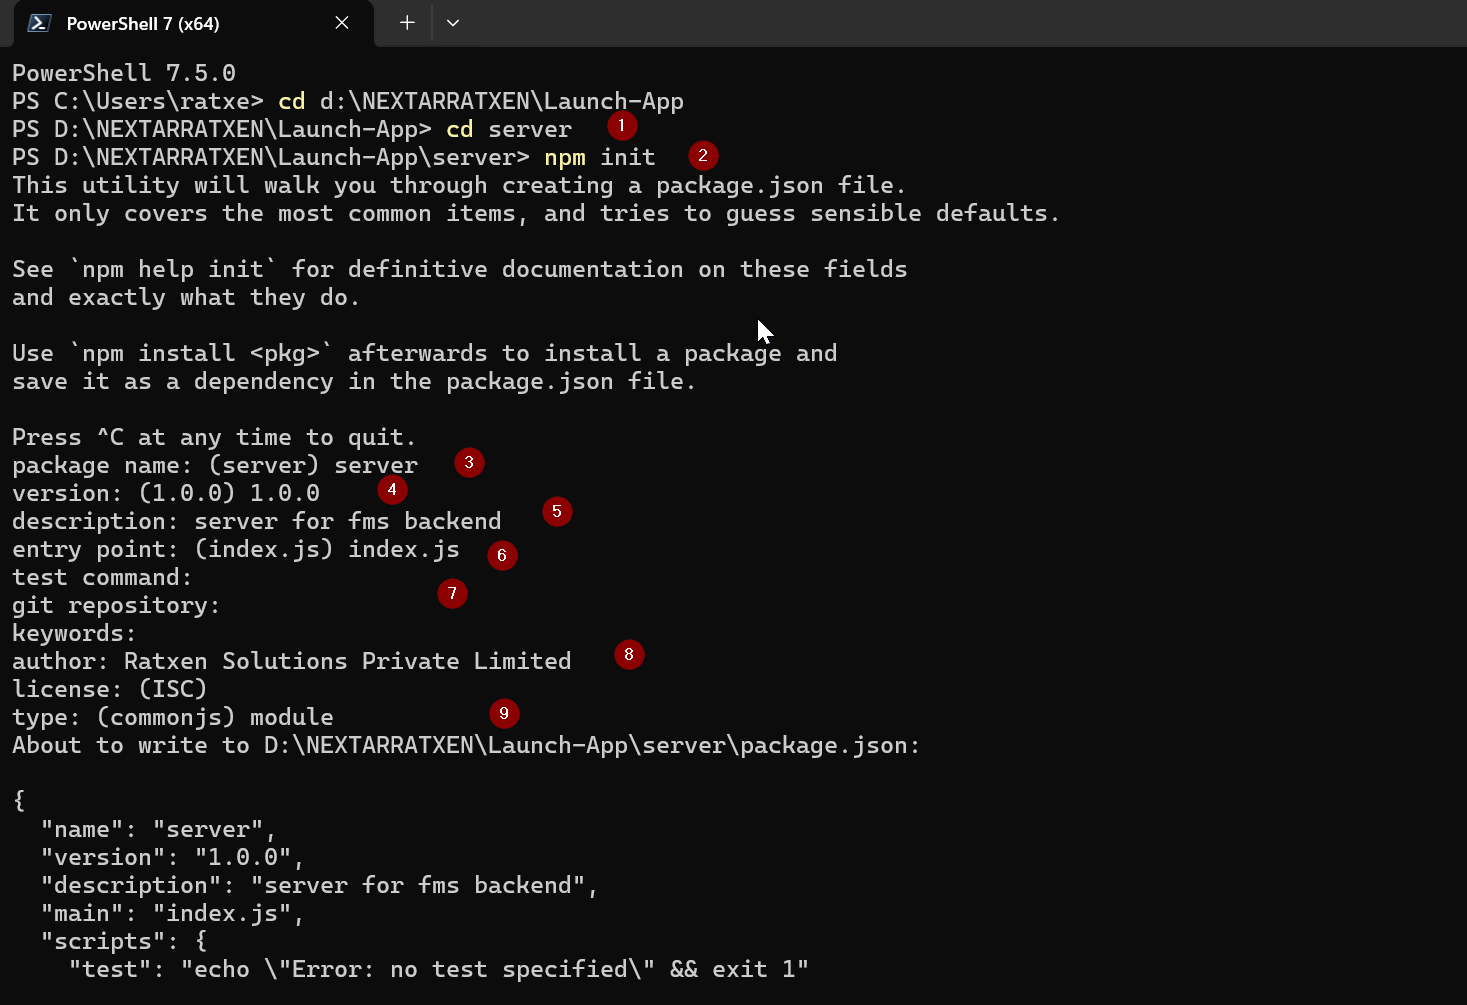 PowerShell 7 (x64)
PowerShell 7.5.0
PS C:\Users\ratxe> cd d:\NEXTARRATXEN\Launch-App
PS D:\NEXTARRATXEN\Launch-App> cd server 1
PS D:\NEXTARRATXEN\Launch-App\server> npm init 2
This utility will walk you through creating a package.json file.
It only covers the most common items, and tries to guess sensible defaults.
See `npm help init` for definitive documentation on these fields
and exactly what they do.
Use `npm install <pkg>` afterwards to install a package and
save it as a dependency in the package.json file.
Press ^C at any time to quit.
package name: (server) server 3
version: (1.0.0) 1.0.0 4
description: server for fms backend 5
entry point: (index.js) index.js 6
test command:
git repository: 7
keywords:
author: Ratxen Solutions Private Limited 8
license: (ISC)
type: (commonjs) module 9
About to write to D:\NEXTARRATXEN\Launch-App\server\package.json:
{
  "name": "server",
  "version": "1.0.0",
  "description": "server for fms backend",
  "main": "index.js",
  "scripts": {
    "test": "echo \"Error: no test specified\" && exit 1"